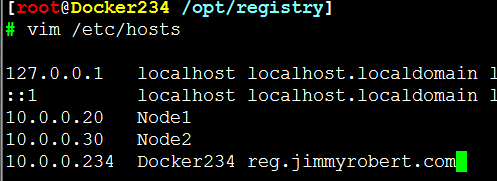 [root@Docker234 /opt/registry]
# vim /etc/hosts
127.0.0.1 localhost localhost.localdomain l
::1 localhost localhost.localdomain l
10.0.0.20 Node1
10.0.0.30 Node2
10.0.0.234 Docker234 reg.jimmyrobert.com